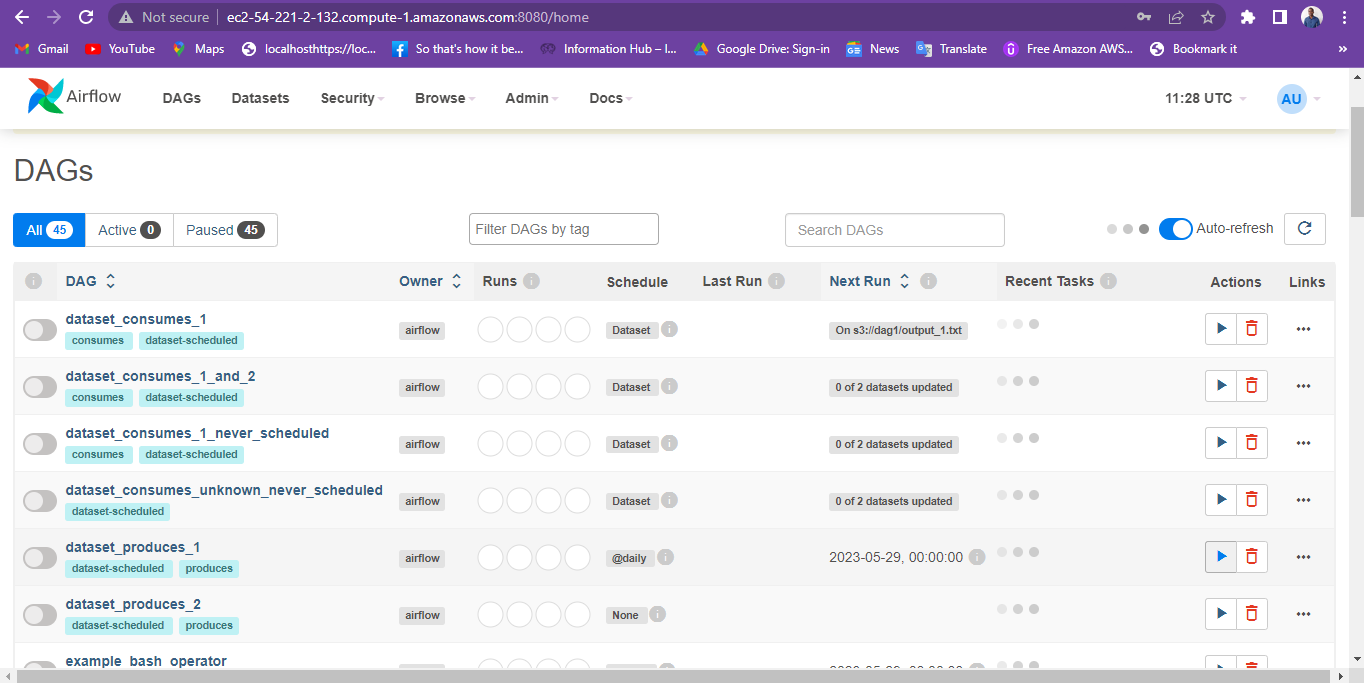 Not secure ec2-54-221-2-132.compute-1.amazonaws.com:8080/home
Gmail YouTube Maps localhosthttps://loc... So that's how it be... Information Hub – I... Google Drive: Sign-in News Translate Free Amazon AWS... Bookmark it »
Airflow DAGs Datasets Security Browse Admin Docs 11:28 UTC AU
DAGs
All 45 Active 0 Paused 45 Filter DAGs by tag Search DAGs Auto-refresh
DAG Owner Runs Schedule Last Run Next Run Recent Tasks Actions Links
dataset_consumes_1
consumes dataset-scheduled airflow Dataset On s3://dag1/output_1.txt
dataset_consumes_1_and_2
consumes dataset-scheduled airflow Dataset 0 of 2 datasets updated
dataset_consumes_1_never_scheduled
consumes dataset-scheduled airflow Dataset 0 of 2 datasets updated
dataset_consumes_unknown_never_scheduled
dataset-scheduled airflow Dataset 0 of 2 datasets updated
dataset_produces_1
dataset-scheduled produces airflow @daily 2023-05-29, 00:00:00
dataset_produces_2
dataset-scheduled produces airflow None
example_bash_operator